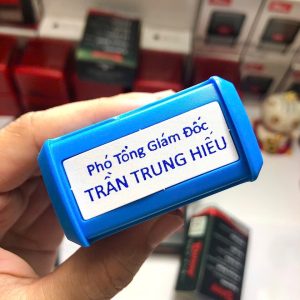 Phó Tổng Giám Đốc
TRẦN TRUNG HIẾU